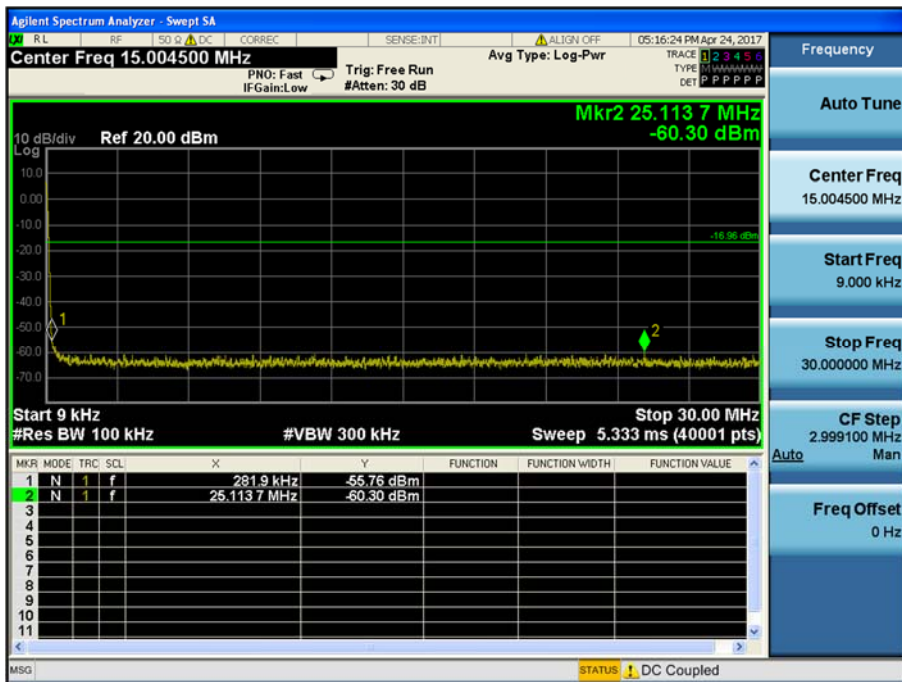 Agilent Spectrum Analyzer - Swept SA
RL RF 50 Ω DC CORREC SENSE:INT ALIGN OFF 05:16:24 PM Apr 24, 2017
Center Freq 15.004500 MHz
PNO: Fast
IFGain:Low
Trig: Free Run
#Atten: 30 dB
Avg Type: Log-Pwr
TRACE 1 2 3 4 5 6
TYPE M W W W W W
DET P P P P P P
Mkr2 25.113 7 MHz
-60.30 dBm
10 dB/div
Log
Ref 20.00 dBm
10.0
0.00
-10.0
-16.96 dBm
-20.0
-30.0
-40.0
-50.0
-60.0
-70.0
1
2
Start 9 kHz
#Res BW 100 kHz
#VBW 300 kHz
Stop 30.00 MHz
Sweep 5.333 ms (40001 pts)
MKR MODE TRC SCL X Y FUNCTION FUNCTION WIDTH FUNCTION VALUE
1 N 1 f 281.9 kHz -55.76 dBm
2 N 1 f 25.113 7 MHz -60.30 dBm
3
4
5
6
7
8
9
10
11
MSG
STATUS
DC Coupled
Frequency
Auto Tune
Center Freq
15.004500 MHz
Start Freq
9.000 kHz
Stop Freq
30.000000 MHz
CF Step
2.999100 MHz
Auto Man
Freq Offset
0 Hz